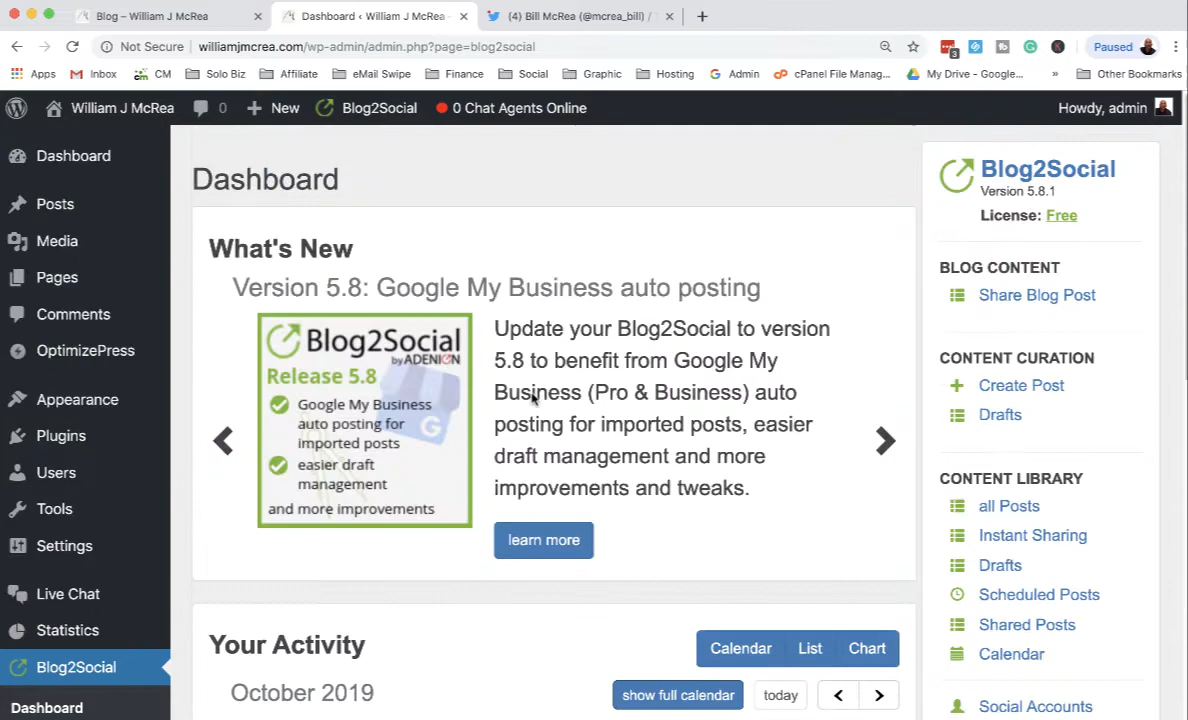 Blog – William J McRea
Dashboard ‹ William J McRea
(4) Bill McRea (@mcrea_bill) /
Not Secure
williamjmcrea.com/wp-admin/admin.php?page=blog2social
3
Paused
Apps
Inbox
CM
Solo Biz
Affiliate
eMail Swipe
Finance
Social
Graphic
Hosting
Admin
cPanel File Manag...
My Drive - Google...
»
Other Bookmarks
William J McRea
0
New
Blog2Social
0 Chat Agents Online
Howdy, admin
Dashboard
Posts
Media
Pages
Comments
OptimizePress
Appearance
Plugins
Users
Tools
Settings
Live Chat
Statistics
Blog2Social
Dashboard
Dashboard
What's New
Version 5.8: Google My Business auto posting
Blog2Social
by ADENION
Release 5.8
Google My Business
auto posting for
imported posts
easier draft
management
and more improvements
Update your Blog2Social to version
5.8 to benefit from Google My
Business (Pro & Business) auto
posting for imported posts, easier
draft management and more
improvements and tweaks.
learn more
Your Activity
Calendar
List
Chart
October 2019
show full calendar
today
Blog2Social
Version 5.8.1
License: Free
BLOG CONTENT
Share Blog Post
CONTENT CURATION
Create Post
Drafts
CONTENT LIBRARY
all Posts
Instant Sharing
Drafts
Scheduled Posts
Shared Posts
Calendar
Social Accounts